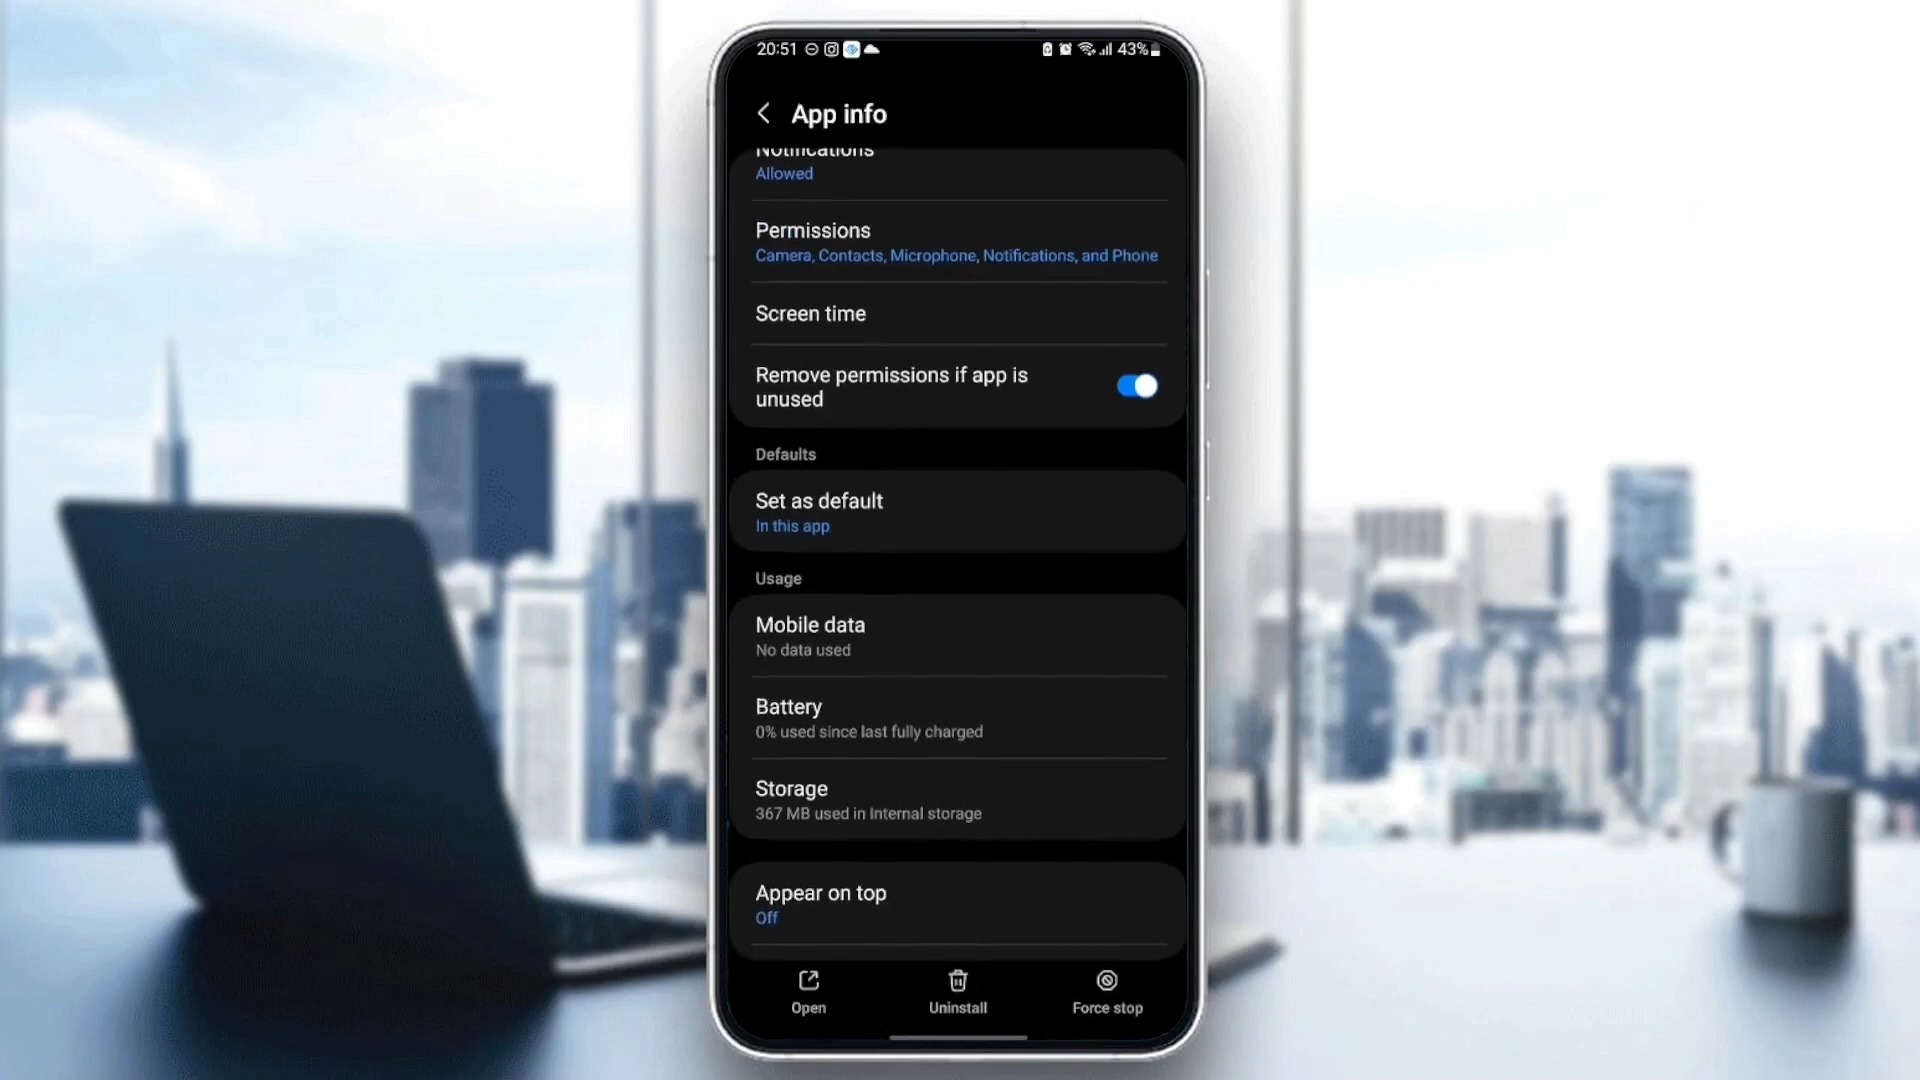 20:51
43%
App info
Notifications
Allowed
Permissions
Camera, Contacts, Microphone, Notifications, and Phone
Screen time
Remove permissions if app is
unused
Defaults
Set as default
In this app
Usage
Mobile data
No data used
Battery
0% used since last fully charged
Storage
367 MB used in Internal storage
Appear on top
Off
Open
Uninstall
Force stop